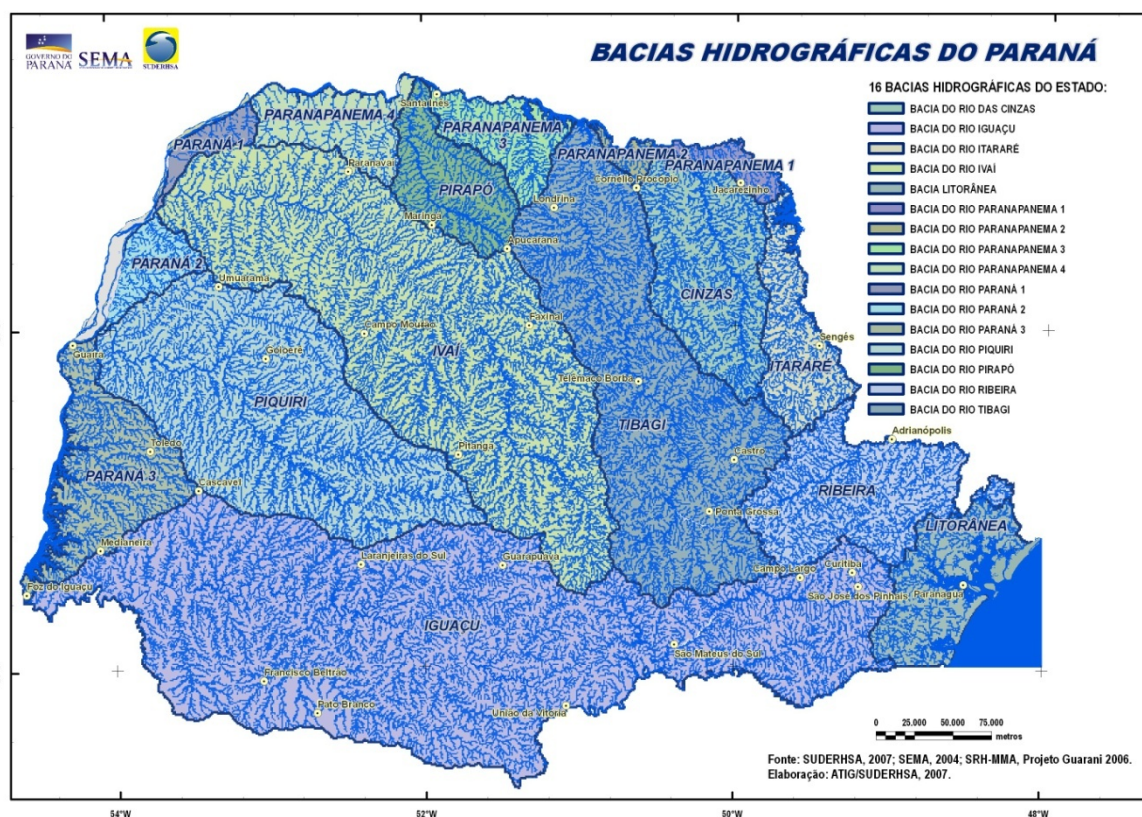 GOVERNO DO
PARANÁ
SEMA
SUDERHSA
BACIAS HIDROGRÁFICAS DO PARANÁ
16 BACIAS HIDROGRÁFICAS DO ESTADO:
BACIA DO RIO DAS CINZAS
BACIA DO RIO IGUAÇU
BACIA DO RIO ITARARÉ
BACIA DO RIO IVAÍ
BACIA LITORÂNEA
BACIA DO RIO PARANAPANEMA 1
BACIA DO RIO PARANAPANEMA 2
BACIA DO RIO PARANAPANEMA 3
BACIA DO RIO PARANAPANEMA 4
BACIA DO RIO PARANÁ 1
BACIA DO RIO PARANÁ 2
BACIA DO RIO PARANÁ 3
BACIA DO RIO PIQUIRI
BACIA DO RIO PIRAPÓ
BACIA DO RIO RIBEIRA
BACIA DO RIO TIBAGI
Santa Inês
PARANAPANEMA 4
PARANAPANEMA
3
PARANÁ 1
PARANAPANEMA 2
PARANAPANEMA 1
Paranavaí
PIRAPÓ
Cornélio Procópio
Jacarezinho
Londrina
Maringá
Apucarana
PARANÁ 2
Umuarama
CINZAS
Campo Mourão
Faxinal
Sengés
Guaíra
Goioerê
IVAÍ
ITARARÉ
Telêmaco Borba
PIQUIRI
TIBAGI
Adrianópolis
Toledo
Pitanga
Castro
PARANÁ 3
Cascavel
RIBEIRA
Ponta Grossa
LITORÂNEA
Medianeira
Laranjeiras do Sul
Guarapuava
Campo Largo
Curitiba
Foz do Iguaçu
São José dos Pinhais
Paranaguá
IGUAÇU
São Mateus do Sul
Francisco Beltrão
Pato Branco
União da Vitória
0 25.000 50.000 75.000
metros
Fonte: SUDERHSA, 2007; SEMA, 2004; SRH-MMA, Projeto Guarani 2006.
Elaboração: ATIG/SUDERHSA, 2007.
54°W 52°W 50°W 48°W